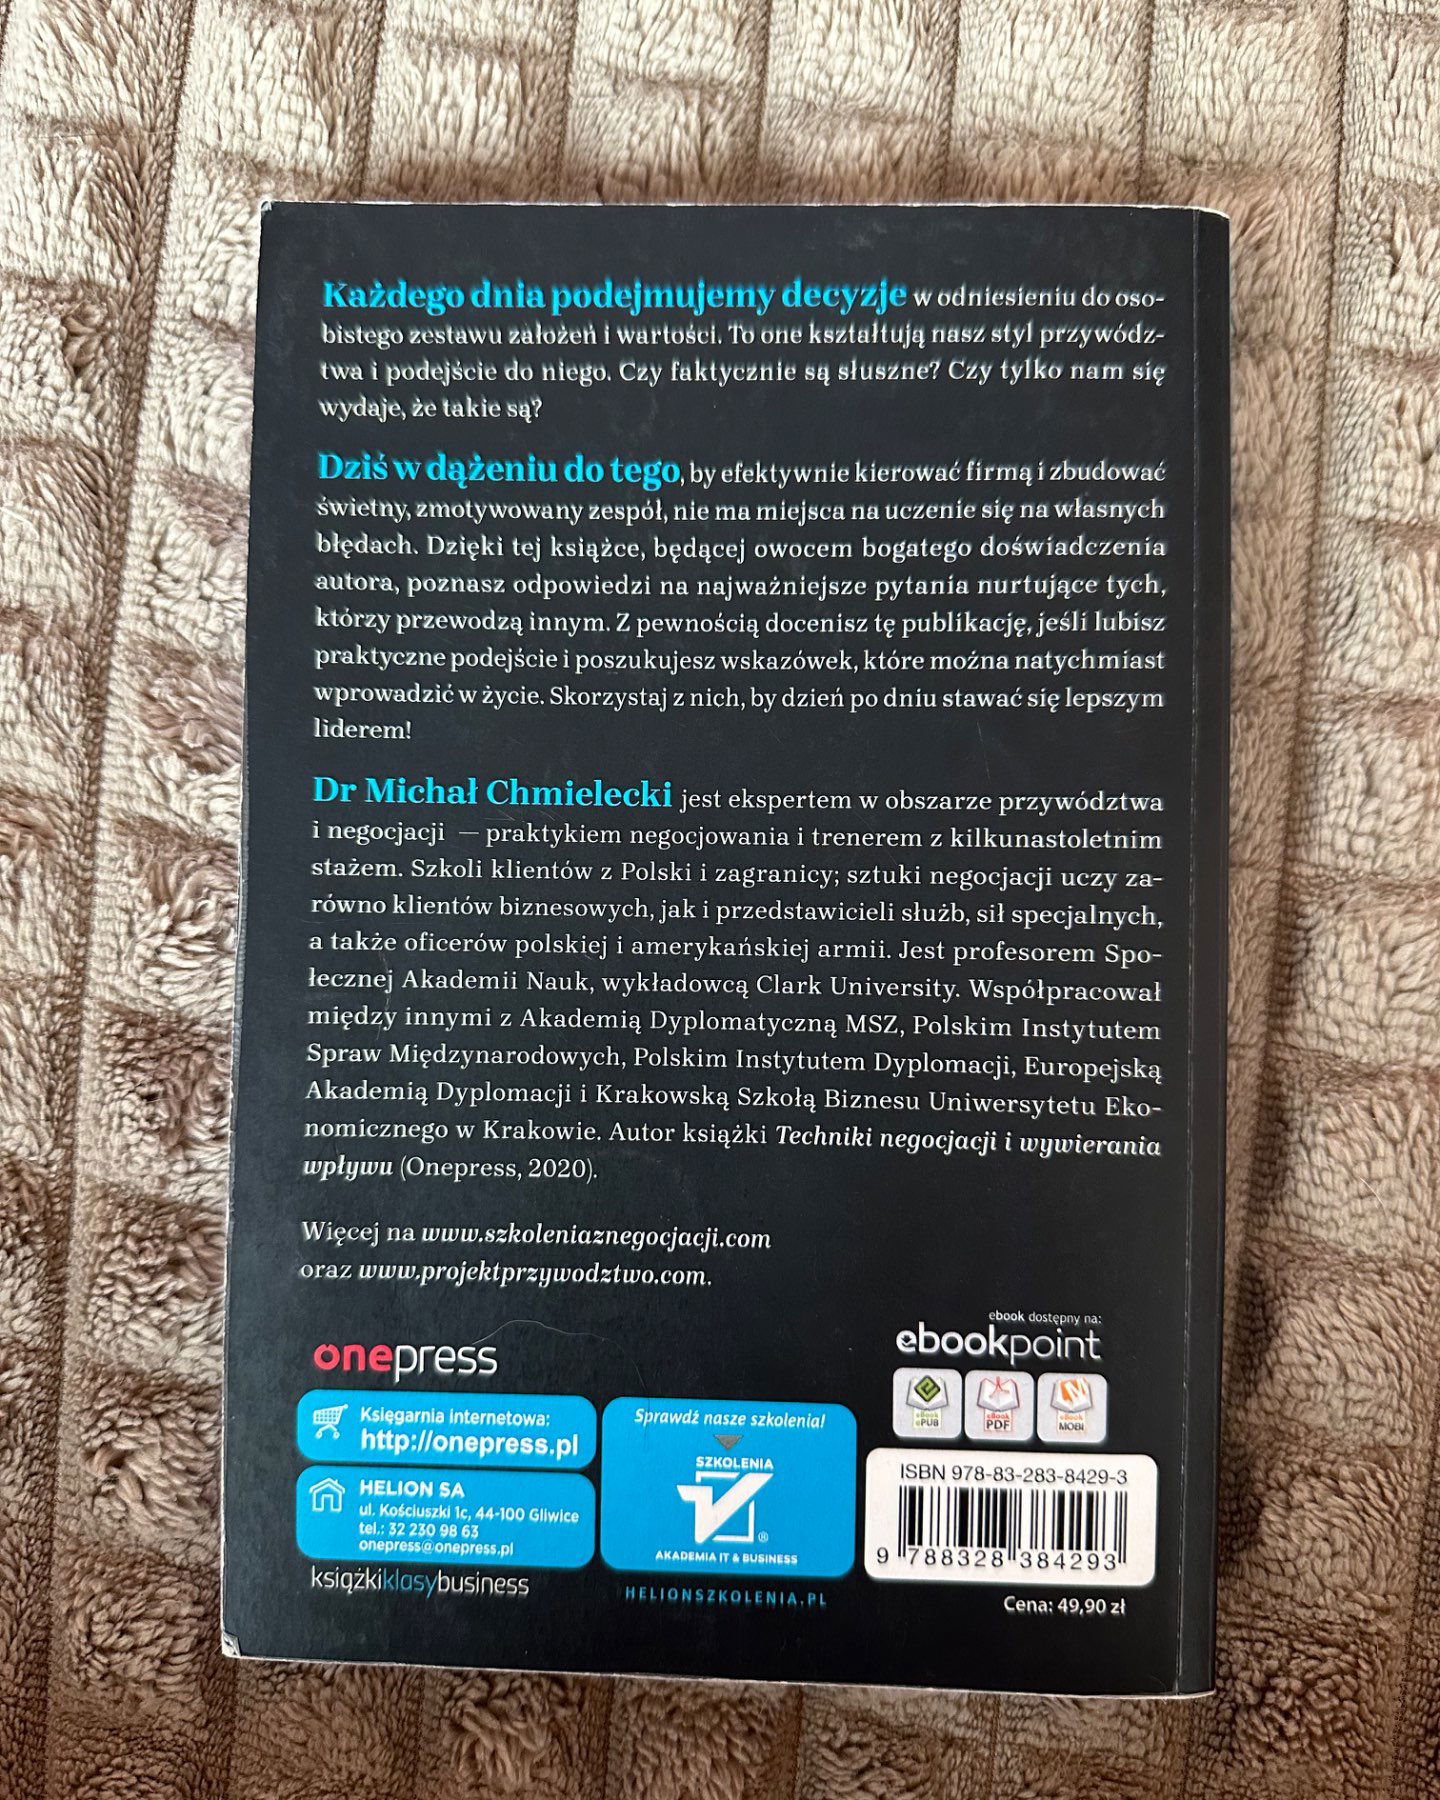 Każdego dnia podejmujemy decyzje w odniesieniu do oso-
bistego zestawu założeń i wartości. To one kształtują nasz styl przywódz-
twa i podejście do niego. Czy faktycznie są słuszne? Czy tylko nam się
wydaje, że takie są?
Dziś w dążeniu do tego, by efektywnie kierować firmą i zbudować
świetny, zmotywowany zespół, nie ma miejsca na uczenie się na własnych
błędach. Dzięki tej książce, będącej owocem bogatego doświadczenia
autora, poznasz odpowiedzi na najważniejsze pytania nurtujące tych,
którzy przewodzą innym. Z pewnością docenisz tę publikację, jeśli lubisz
praktyczne podejście i poszukujesz wskazówek, które można natychmiast
wprowadzić w życie. Skorzystaj z nich, by dzień po dniu stawać się lepszym
liderem!
Dr Michał Chmielecki jest ekspertem w obszarze przywództwa
i negocjacji — praktykiem negocjowania i trenerem z kilkunastoletnim
stażem. Szkoli klientów z Polski i zagranicy; sztuki negocjacji uczy za-
równo klientów biznesowych, jak i przedstawicieli służb, sił specjalnych,
a także oficerów polskiej i amerykańskiej armii. Jest profesorem Spo-
łecznej Akademii Nauk, wykładowcą Clark University. Współpracował
między innymi z Akademią Dyplomatyczną MSZ, Polskim Instytutem
Spraw Międzynarodowych, Polskim Instytutem Dyplomacji, Europejską
Akademią Dyplomacji i Krakowską Szkołą Biznesu Uniwersytetu Eko-
nomicznego w Krakowie. Autor książki Techniki negocjacji i wywierania
wpływu (Onepress, 2020).
Więcej na www.szkoleniaznegocjacji.com
oraz www.projektprzywodztwo.com.
onepress
Księgarnia internetowa:
http://onepress.pl
HELION SA
ul. Kościuszki 1c, 44-100 Gliwice
tel.: 32 230 98 63
onepress@onepress.pl
książkiklasybusiness
Sprawdź nasze szkolenia!
SZKOLENIA
®
AKADEMIA IT & BUSINESS
HELIONSZKOLENIA.PL
ebook dostępny na:
ebookpoint
eBook ePUB
eBook PDF
eBook MOBI
ISBN 978-83-283-8429-3
9 788328 384293
Cena: 49,90 zł